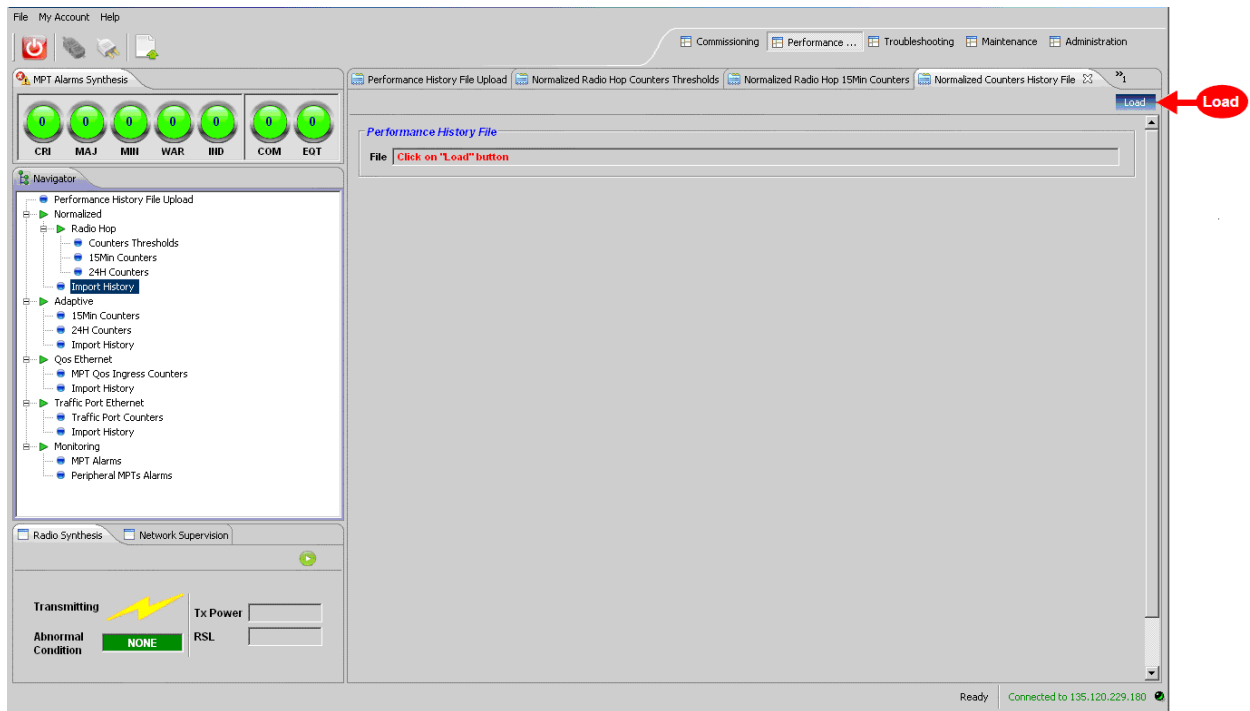 File My Account Help
Commissioning Performance ... Troubleshooting Maintenance Administration
MPT Alarms Synthesis
0 0 0 0 0 0 0
CRI MAJ MIN WAR IND COM EQT
Navigator
Performance History File Upload
Normalized
Radio Hop
Counters Thresholds
15Min Counters
24H Counters
Import History
Adaptive
15Min Counters
24H Counters
Import History
Qos Ethernet
MPT Qos Ingress Counters
Import History
Traffic Port Ethernet
Traffic Port Counters
Import History
Monitoring
MPT Alarms
Peripheral MPTs Alarms
Radio Synthesis Network Supervision
Transmitting
Tx Power
Abnormal
Condition
NONE
RSL
Performance History File Upload Normalized Radio Hop Counters Thresholds Normalized Radio Hop 15Min Counters Normalized Counters History File »1
Load
Load
Performance History File
File Click on "Load" button
Ready Connected to 135.120.229.180